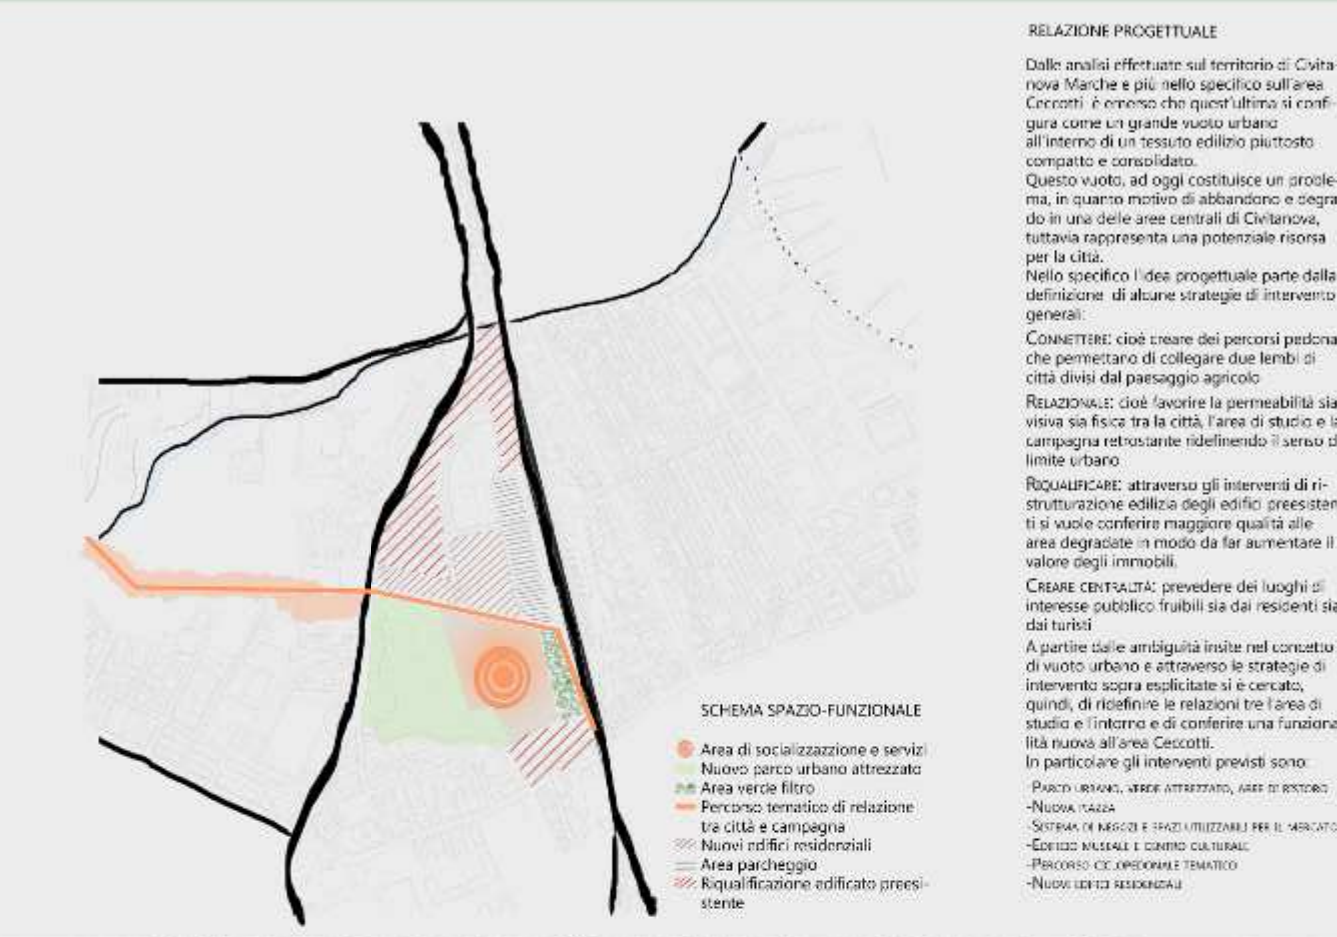 RELAZIONE PROGETTUALE
Dalle analisi effettuate sul territorio di Civita-
nova Marche e più nello specifico sull'area
Ceccotti è emerso che quest'ultima si confi-
gura come un grande vuoto urbano
all'interno di un tessuto edilizio piuttosto
compatto e consolidato.
Questo vuoto, ad oggi costituisce un proble-
ma, in quanto motivo di abbandono e degra
do in una delle aree centrali di Civitanova,
tuttavia rappresenta una potenziale risorsa
per la città.
Nello specifico l'idea progettuale parte dalla
definizione di alcune strategie di intervento
generali:
CONNETTERE: cioè creare dei percorsi pedona
che permettano di collegare due lembi di
città divisi dal paesaggio agricolo
RELAZIONALE: cioè favorire la permeabilità sia
visiva sia fisica tra la città, l'area di studio e la
campagna retrostante ridefinendo il senso d
limite urbano
RIQUALIFICARE: attraverso gli interventi di ri-
strutturazione edilizia degli edifici preesisten
ti si vuole conferire maggiore qualità alle
area degradate in modo da far aumentare il
valore degli immobili.
CREARE CENTRALITÀ: prevedere dei luoghi di
interesse pubblico fruibili sia dai residenti sia
dai turisti
A partire dalle ambiguità insite nel concetto
di vuoto urbano e attraverso le strategie di
intervento sopra esplicitate si è cercato,
quindi, di ridefinire le relazioni tre l'area di
studio e l'intorno e di conferire una funziona
lità nuova all'area Ceccotti.
In particolare gli interventi previsti sono:
-PARCO URBANO, VERDE ATTREZZATO, AREE DI RISTORO
-NUOVA PIAZZA
-SISTEMA DI NEGOZI E SPAZI UTILIZZABILI PER IL MERCATO
-EDIFICIO MUSEALE E CENTRO CULTURALE
-PERCORSO CICLOPEDONALE TEMATICO
-NUOVI EDIFICI RESIDENZIALI
SCHEMA SPAZIO-FUNZIONALE
Area di socializzazzione e servizi
Nuovo parco urbano attrezzato
Area verde filtro
Percorso tematico di relazione
tra città e campagna
Nuovi edifici residenziali
Area parcheggio
Riqualificazione edificato preesi-
stente